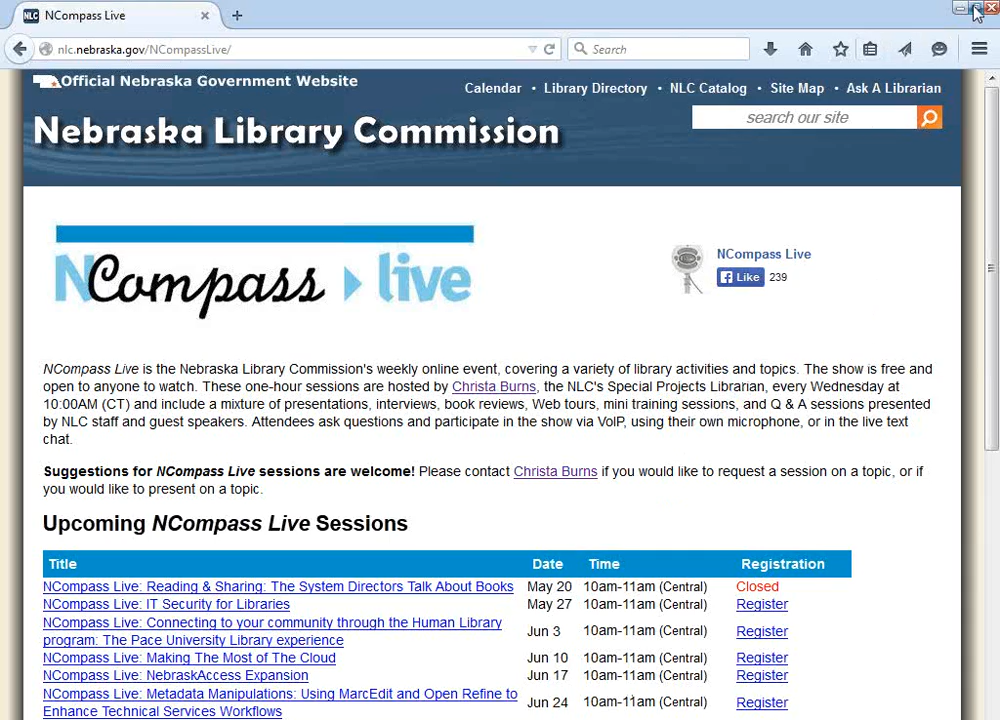 NLC NCompass Live
nlc.nebraska.gov/NCompassLive/
Search
Official Nebraska Government Website
Calendar • Library Directory • NLC Catalog • Site Map • Ask A Librarian
search our site
Nebraska Library Commission
NCompass live
NCompass Live
Like 239
NCompass Live is the Nebraska Library Commission's weekly online event, covering a variety of library activities and topics. The show is free and
open to anyone to watch. These one-hour sessions are hosted by Christa Burns, the NLC's Special Projects Librarian, every Wednesday at
10:00AM (CT) and include a mixture of presentations, interviews, book reviews, Web tours, mini training sessions, and Q & A sessions presented
by NLC staff and guest speakers. Attendees ask questions and participate in the show via VoIP, using their own microphone, or in the live text
chat.
Suggestions for NCompass Live sessions are welcome! Please contact Christa Burns if you would like to request a session on a topic, or if
you would like to present on a topic.
Upcoming NCompass Live Sessions
Title Date Time Registration
NCompass Live: Reading & Sharing: The System Directors Talk About Books May 20 10am-11am (Central) Closed
NCompass Live: IT Security for Libraries May 27 10am-11am (Central) Register
NCompass Live: Connecting to your community through the Human Library
program: The Pace University Library experience Jun 3 10am-11am (Central) Register
NCompass Live: Making The Most of The Cloud Jun 10 10am-11am (Central) Register
NCompass Live: NebraskAccess Expansion Jun 17 10am-11am (Central) Register
NCompass Live: Metadata Manipulations: Using MarcEdit and Open Refine to
Enhance Technical Services Workflows Jun 24 10am-11am (Central) Register